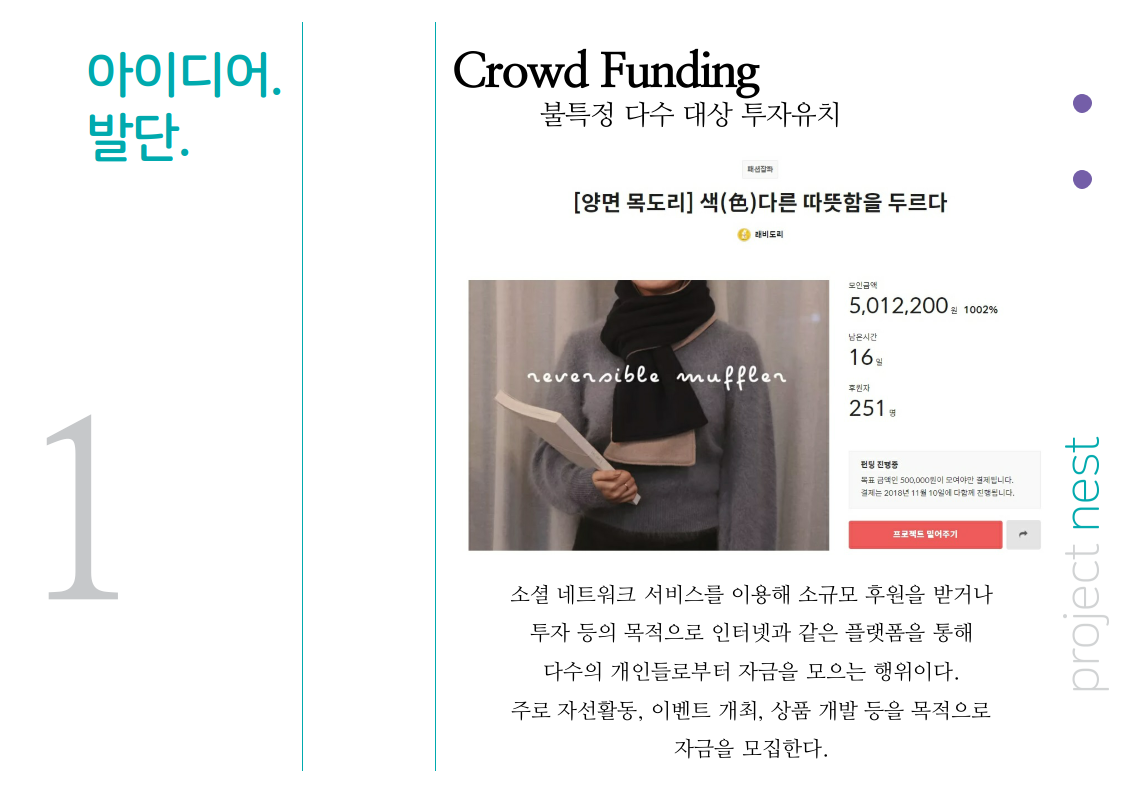 아이디어.
발단.
1
Crowd Funding
불특정 다수 대상 투자유치
패션잡화
[양면 목도리] 색(色)다른 따뜻함을 두르다
래비도리
reversible muffler
모인금액
5,012,200 원 1002%
남은시간
16 일
후원자
251 명
펀딩 진행중
목표 금액인 500,000원이 모여야만 결제됩니다.
결제는 2018년 11월 10일에 다함께 진행됩니다.
프로젝트 밀어주기
소셜 네트워크 서비스를 이용해 소규모 후원을 받거나
투자 등의 목적으로 인터넷과 같은 플랫폼을 통해
다수의 개인들로부터 자금을 모으는 행위이다.
주로 자선활동, 이벤트 개최, 상품 개발 등을 목적으로
자금을 모집한다.
project nest